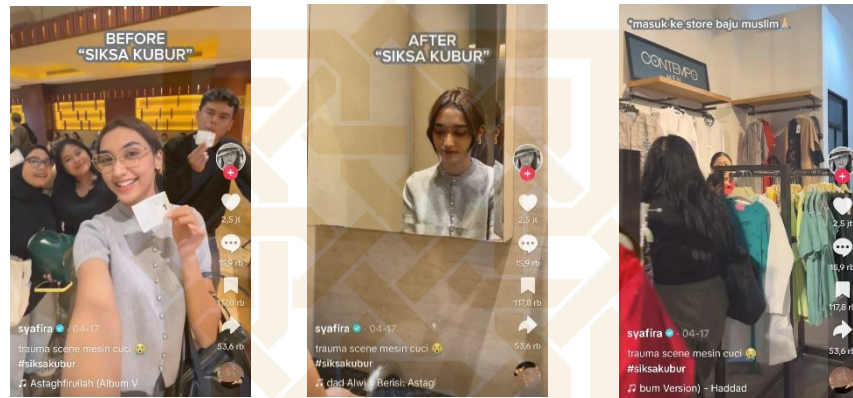 BEFORE
“SIKSA KUBUR”
2,5 jt
15,9 rb
117,8 rb
53,6 rb
syafira · 04-17
trauma scene mesin cuci 😭
#siksakubur
♫ Astaghfirullah (Album V
AFTER
“SIKSA KUBUR”
2,5 jt
15,9 rb
117,8 rb
53,6 rb
syafira · 04-17
trauma scene mesin cuci 😭
#siksakubur
♫ dad Alwi Berisi: Astagf
*masuk ke store baju muslim 🙏🏻
CONTEMPO
2,5 jt
15,9 rb
117,8 rb
53,6 rb
syafira · 04-17
trauma scene mesin cuci 😭
#siksakubur
♫ bum Version) - Haddad